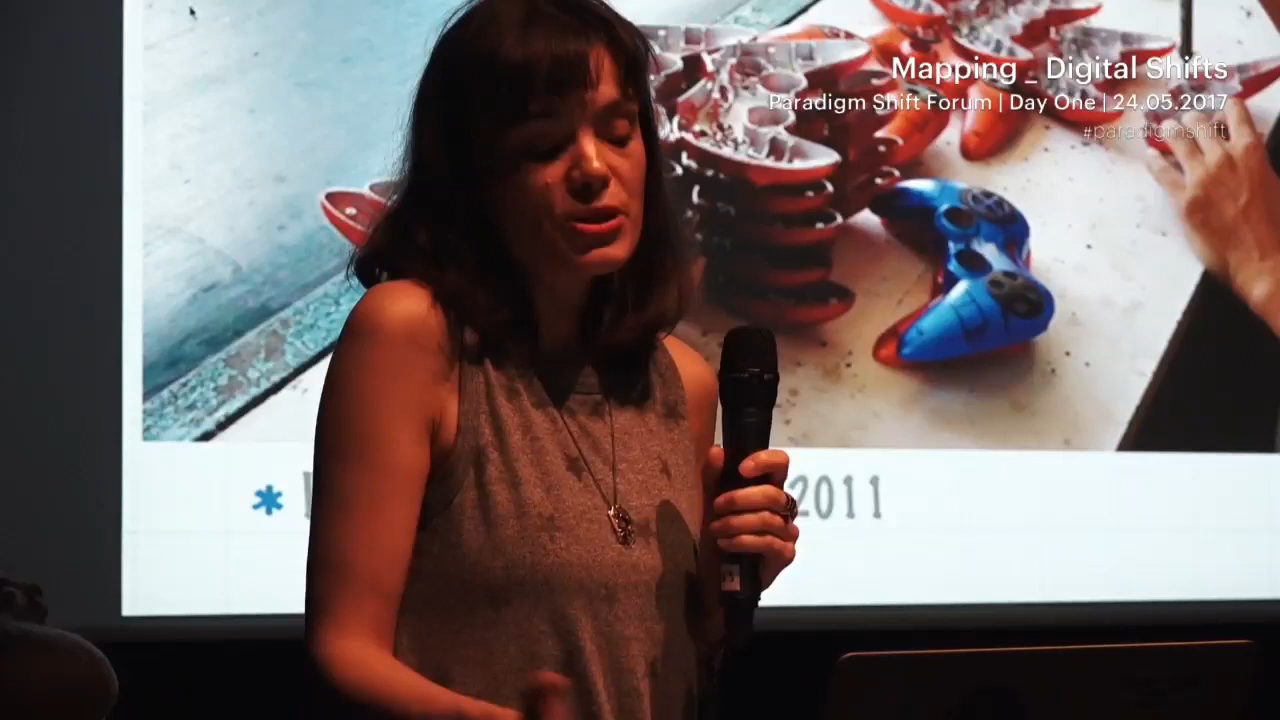 Mapping _ Digital Shifts
Paradigm Shift Forum | Day One | 24.05.2017
#paradigmshift
* 2011